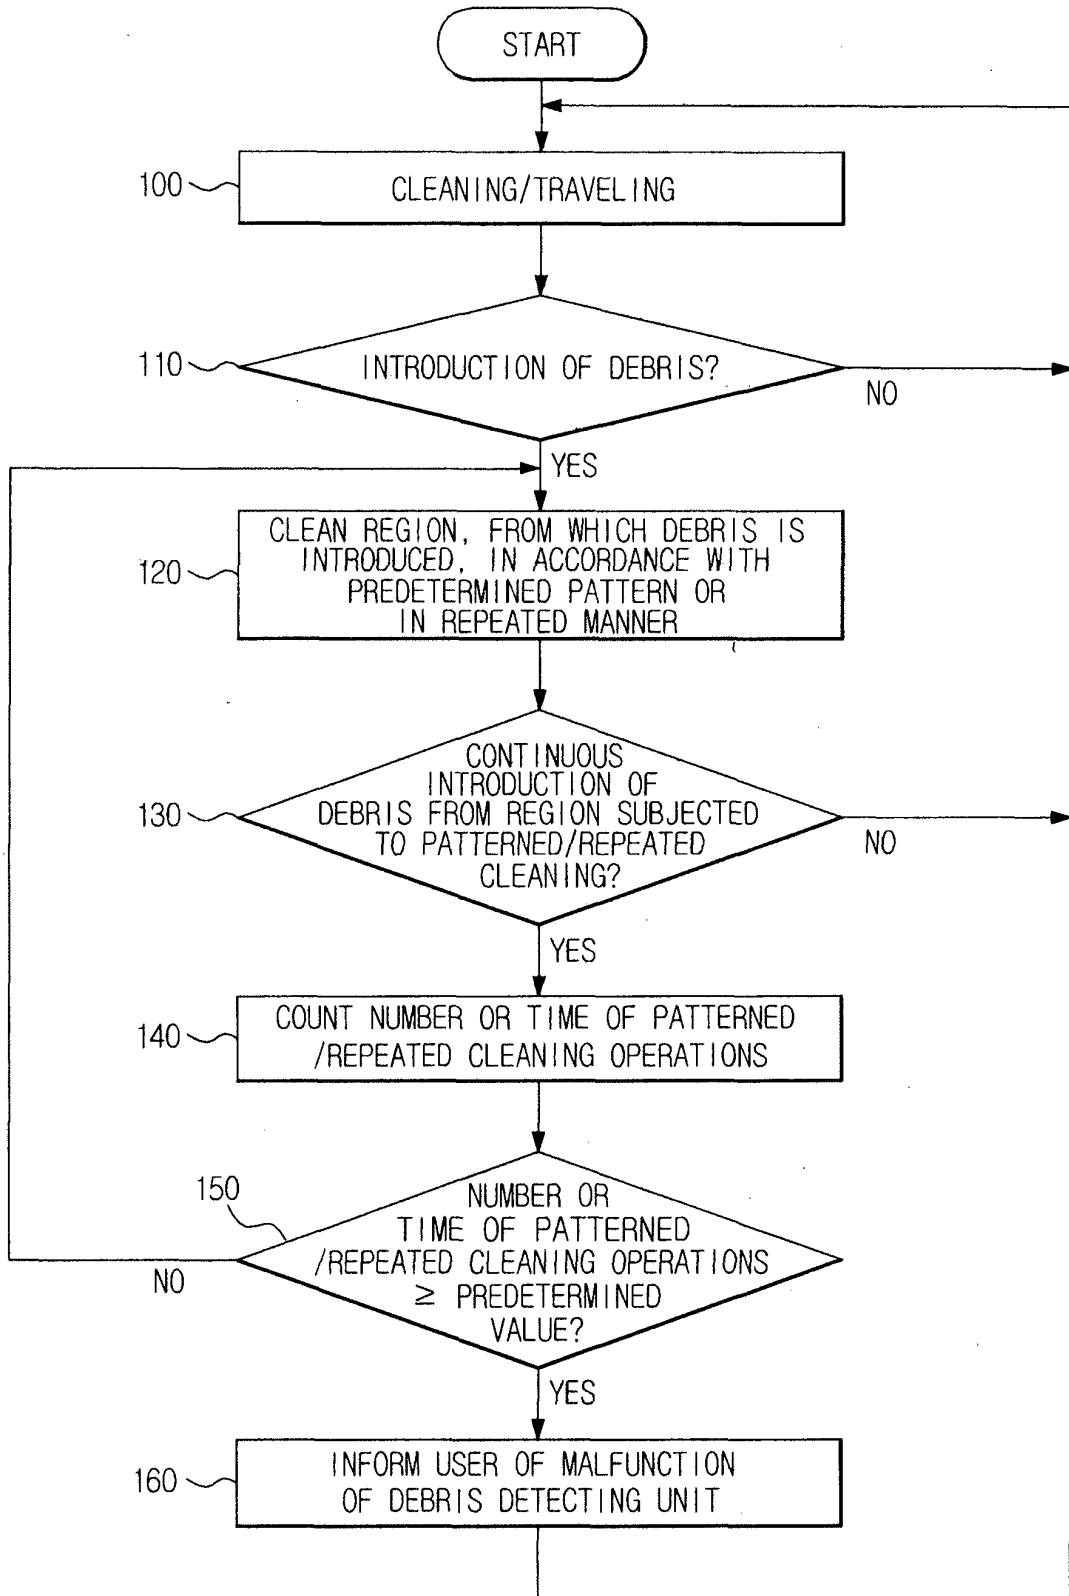 START
100
CLEANING/TRAVELING
110
INTRODUCTION OF DEBRIS?
NO
YES
120
CLEAN REGION, FROM WHICH DEBRIS IS
INTRODUCED, IN ACCORDANCE WITH
PREDETERMINED PATTERN OR
IN REPEATED MANNER
130
CONTINUOUS
INTRODUCTION OF
DEBRIS FROM REGION SUBJECTED
TO PATTERNED/REPEATED
CLEANING?
NO
YES
140
COUNT NUMBER OR TIME OF PATTERNED
/REPEATED CLEANING OPERATIONS
150
NUMBER OR
TIME OF PATTERNED
/REPEATED CLEANING OPERATIONS
≥ PREDETERMINED
VALUE?
NO
YES
160
INFORM USER OF MALFUNCTION
OF DEBRIS DETECTING UNIT